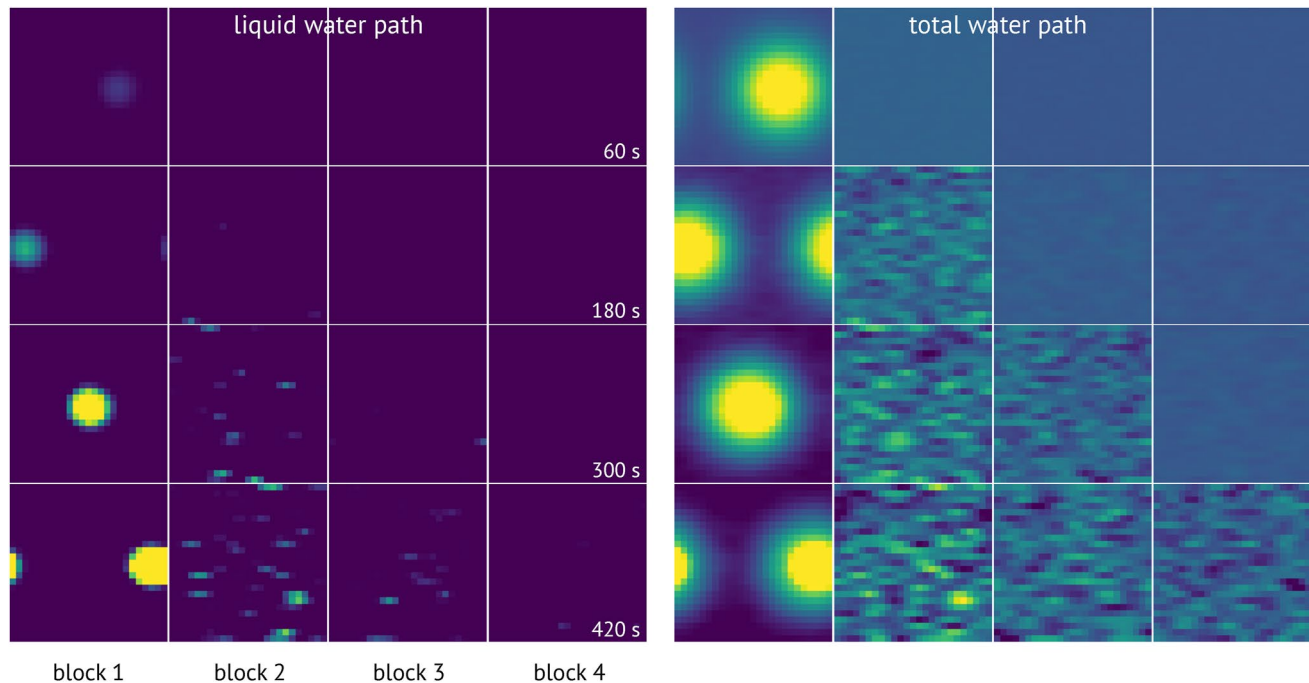 liquid water path
total water path
60 s
180 s
300 s
420 s
block 1
block 2
block 3
block 4